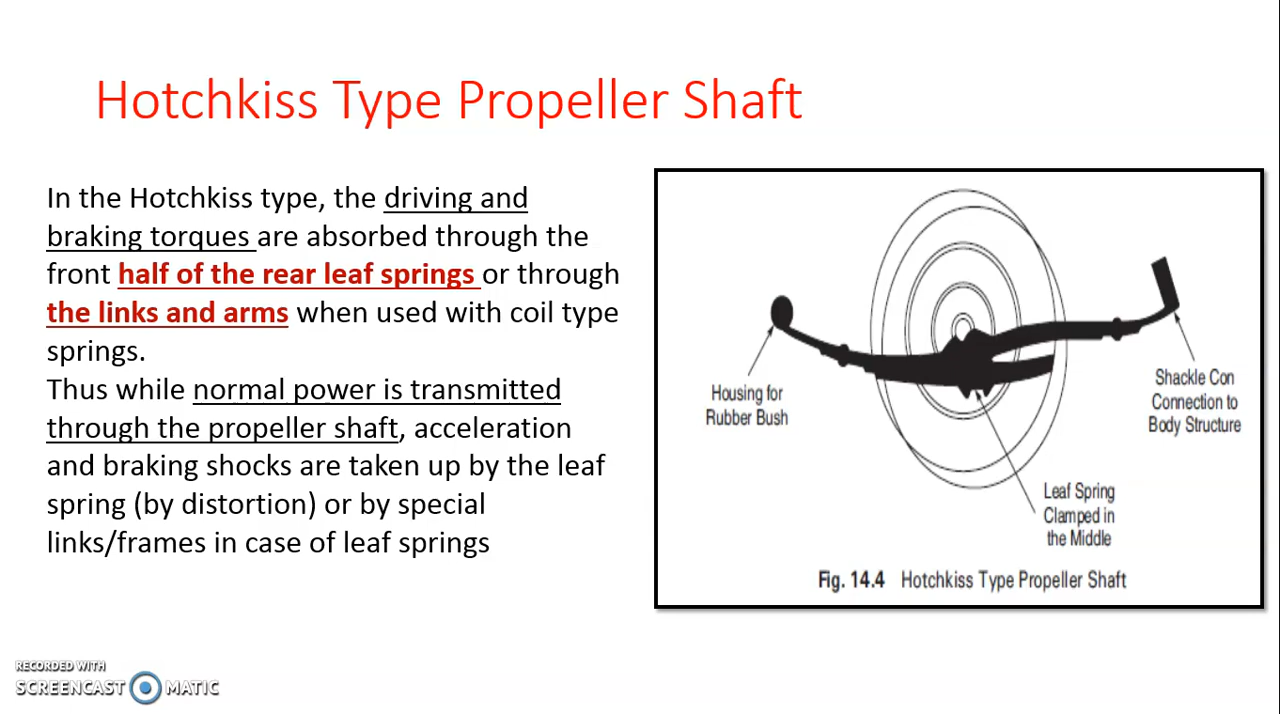 Hotchkiss Type Propeller Shaft
In the Hotchkiss type, the driving and
braking torques are absorbed through the
front half of the rear leaf springs or through
the links and arms when used with coil type
springs.
Thus while normal power is transmitted
through the propeller shaft, acceleration
and braking shocks are taken up by the leaf
spring (by distortion) or by special
links/frames in case of leaf springs
Housing for
Rubber Bush
Shackle Con
Connection to
Body Structure
Leaf Spring
Clamped in
the Middle
Fig. 14.4 Hotchkiss Type Propeller Shaft
RECORDED WITH
SCREENCAST MATIC